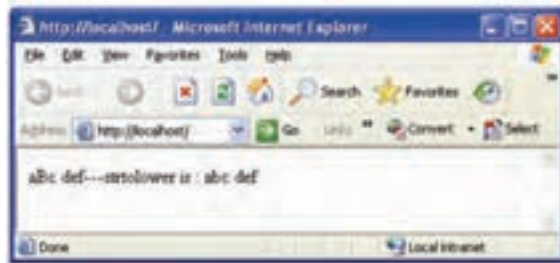 http://localhost/ - Microsoft Internet Explorer
File Edit View Favorites Tools Help
Back Search Favorites
Address http://localhost/ Go Links » Convert Select
aBc def---strtolower is : abc def
Done Local intranet